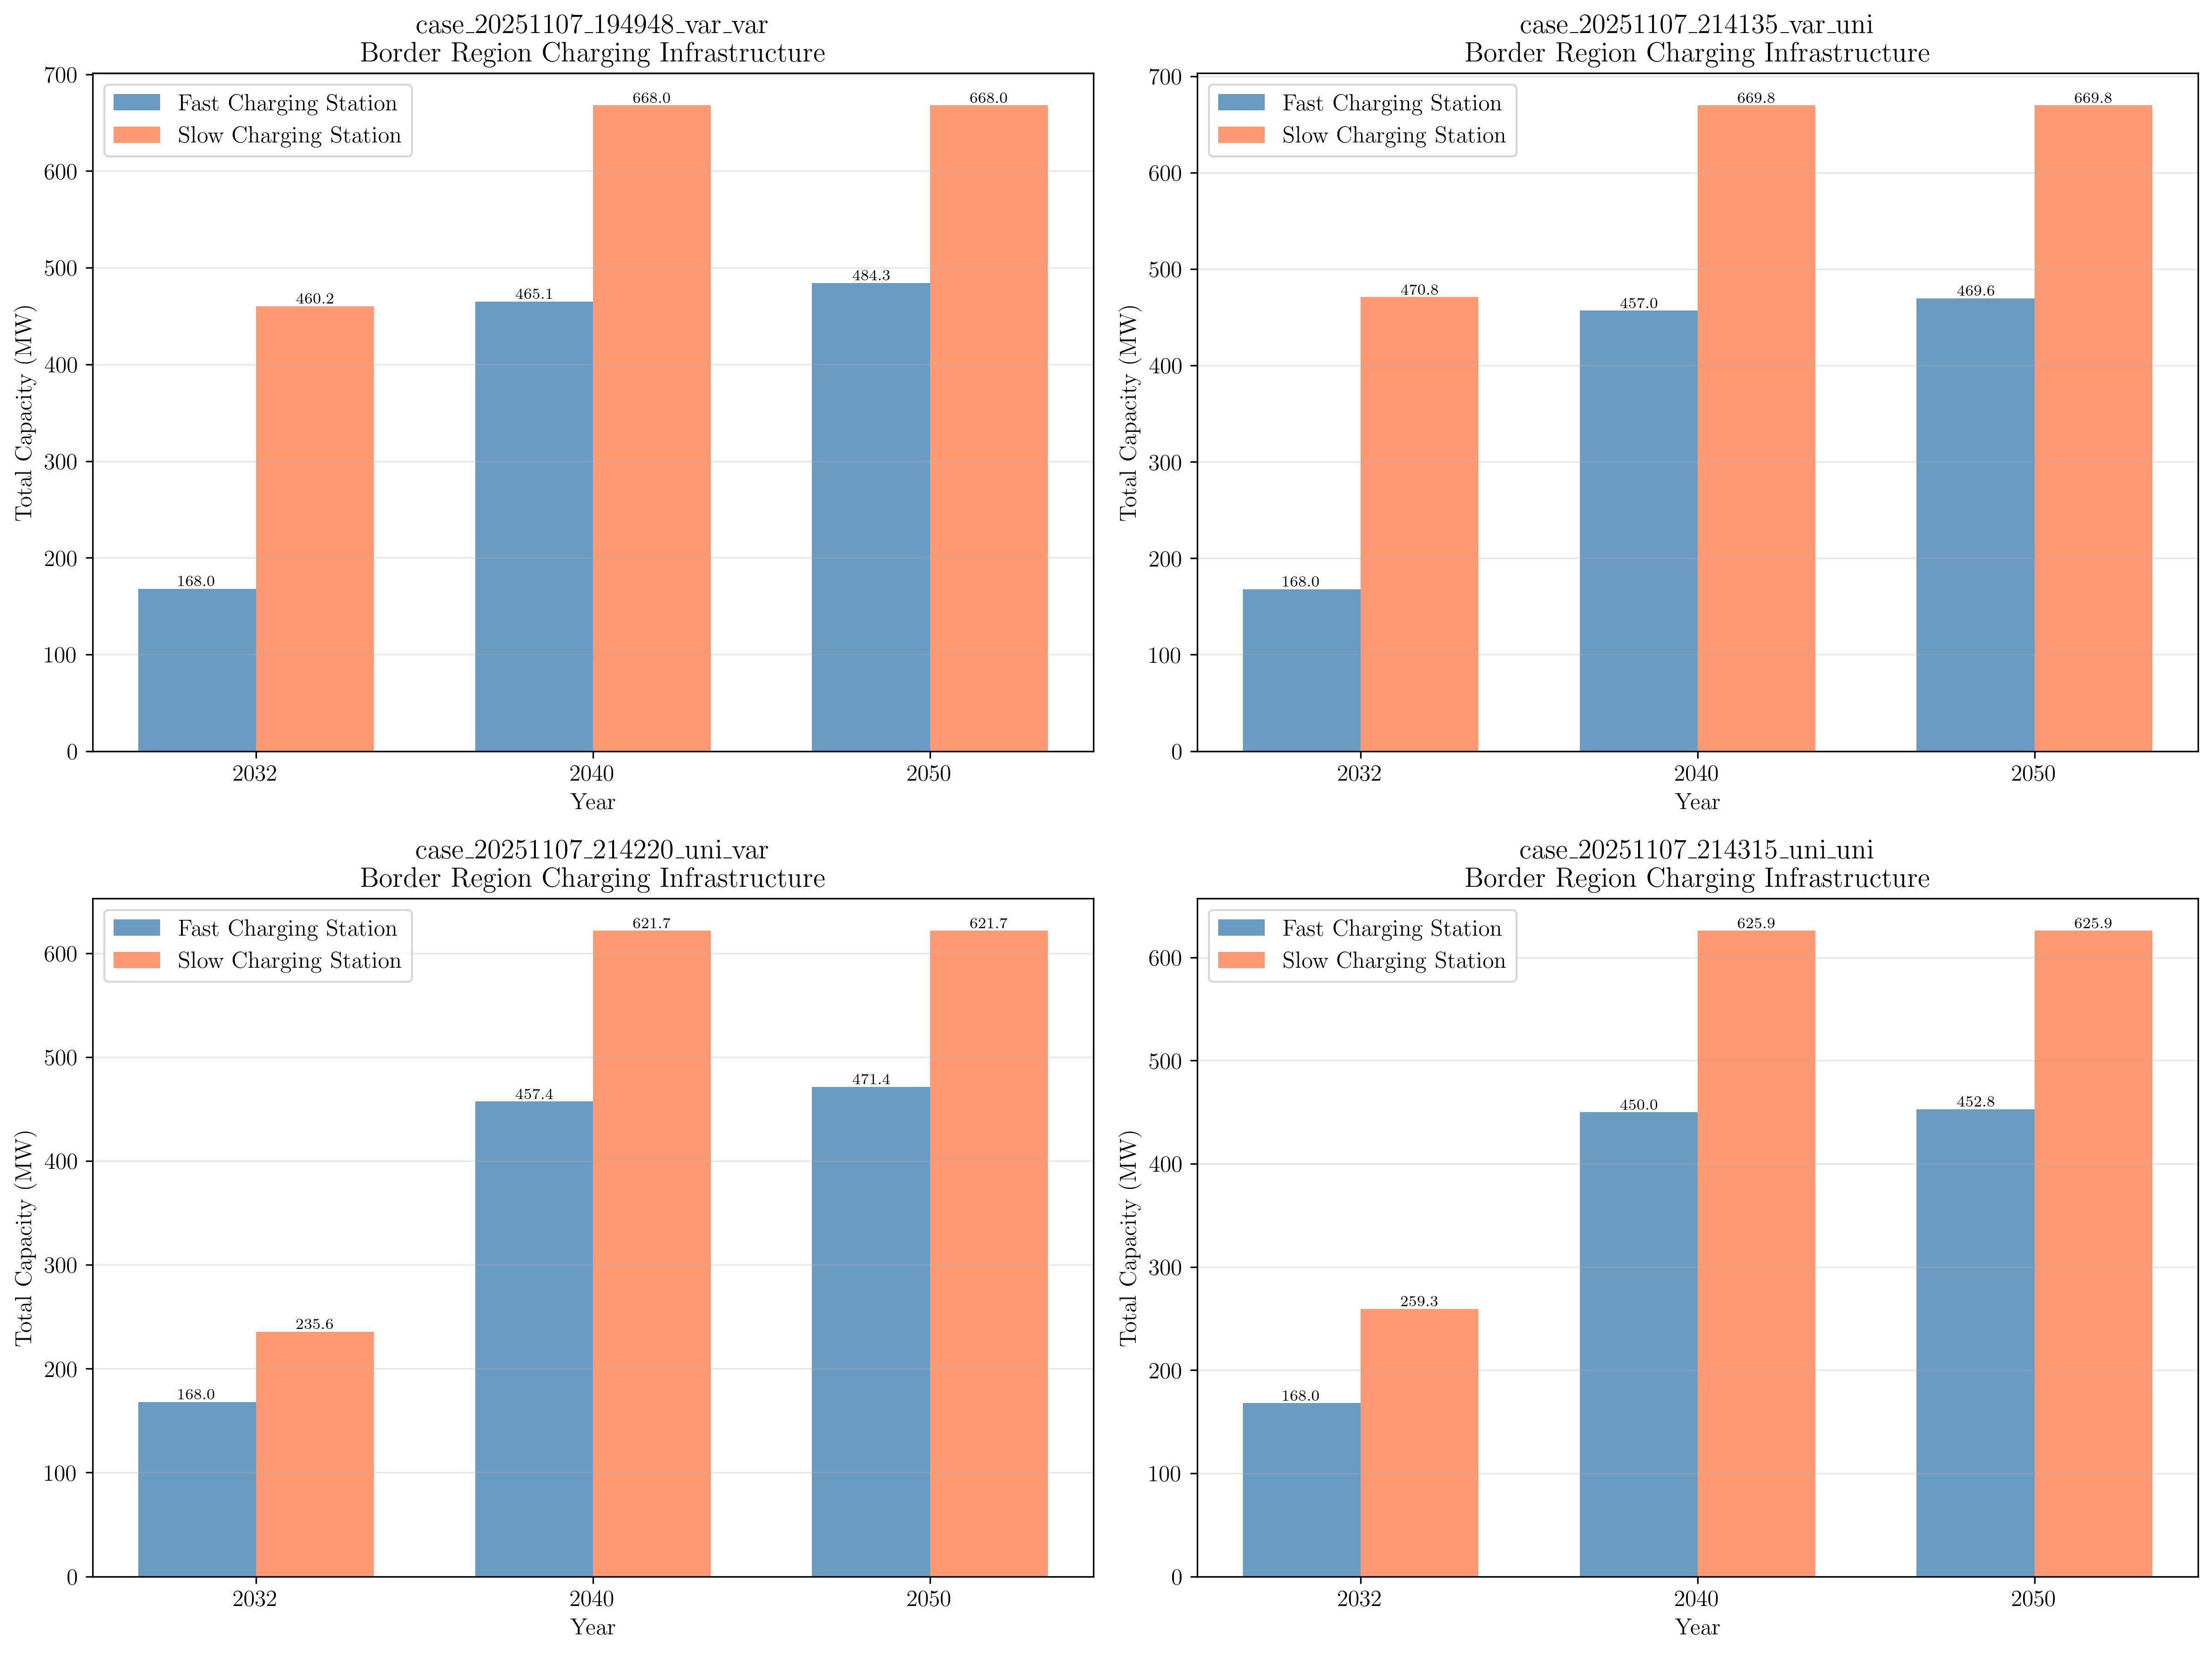 case_20251107_194948_var_var
Border Region Charging Infrastructure
Fast Charging Station
Slow Charging Station
Total Capacity (MW)
700
600
500
400
300
200
100
0
168.0
460.2
465.1
668.0
484.3
668.0
2032
2040
2050
Year
case_20251107_214135_var_uni
Border Region Charging Infrastructure
Fast Charging Station
Slow Charging Station
Total Capacity (MW)
700
600
500
400
300
200
100
0
168.0
470.8
457.0
669.8
469.6
669.8
2032
2040
2050
Year
case_20251107_214220_uni_var
Border Region Charging Infrastructure
Fast Charging Station
Slow Charging Station
Total Capacity (MW)
600
500
400
300
200
100
0
168.0
235.6
457.4
621.7
471.4
621.7
2032
2040
2050
Year
case_20251107_214315_uni_uni
Border Region Charging Infrastructure
Fast Charging Station
Slow Charging Station
Total Capacity (MW)
600
500
400
300
200
100
0
168.0
259.3
450.0
625.9
452.8
625.9
2032
2040
2050
Year